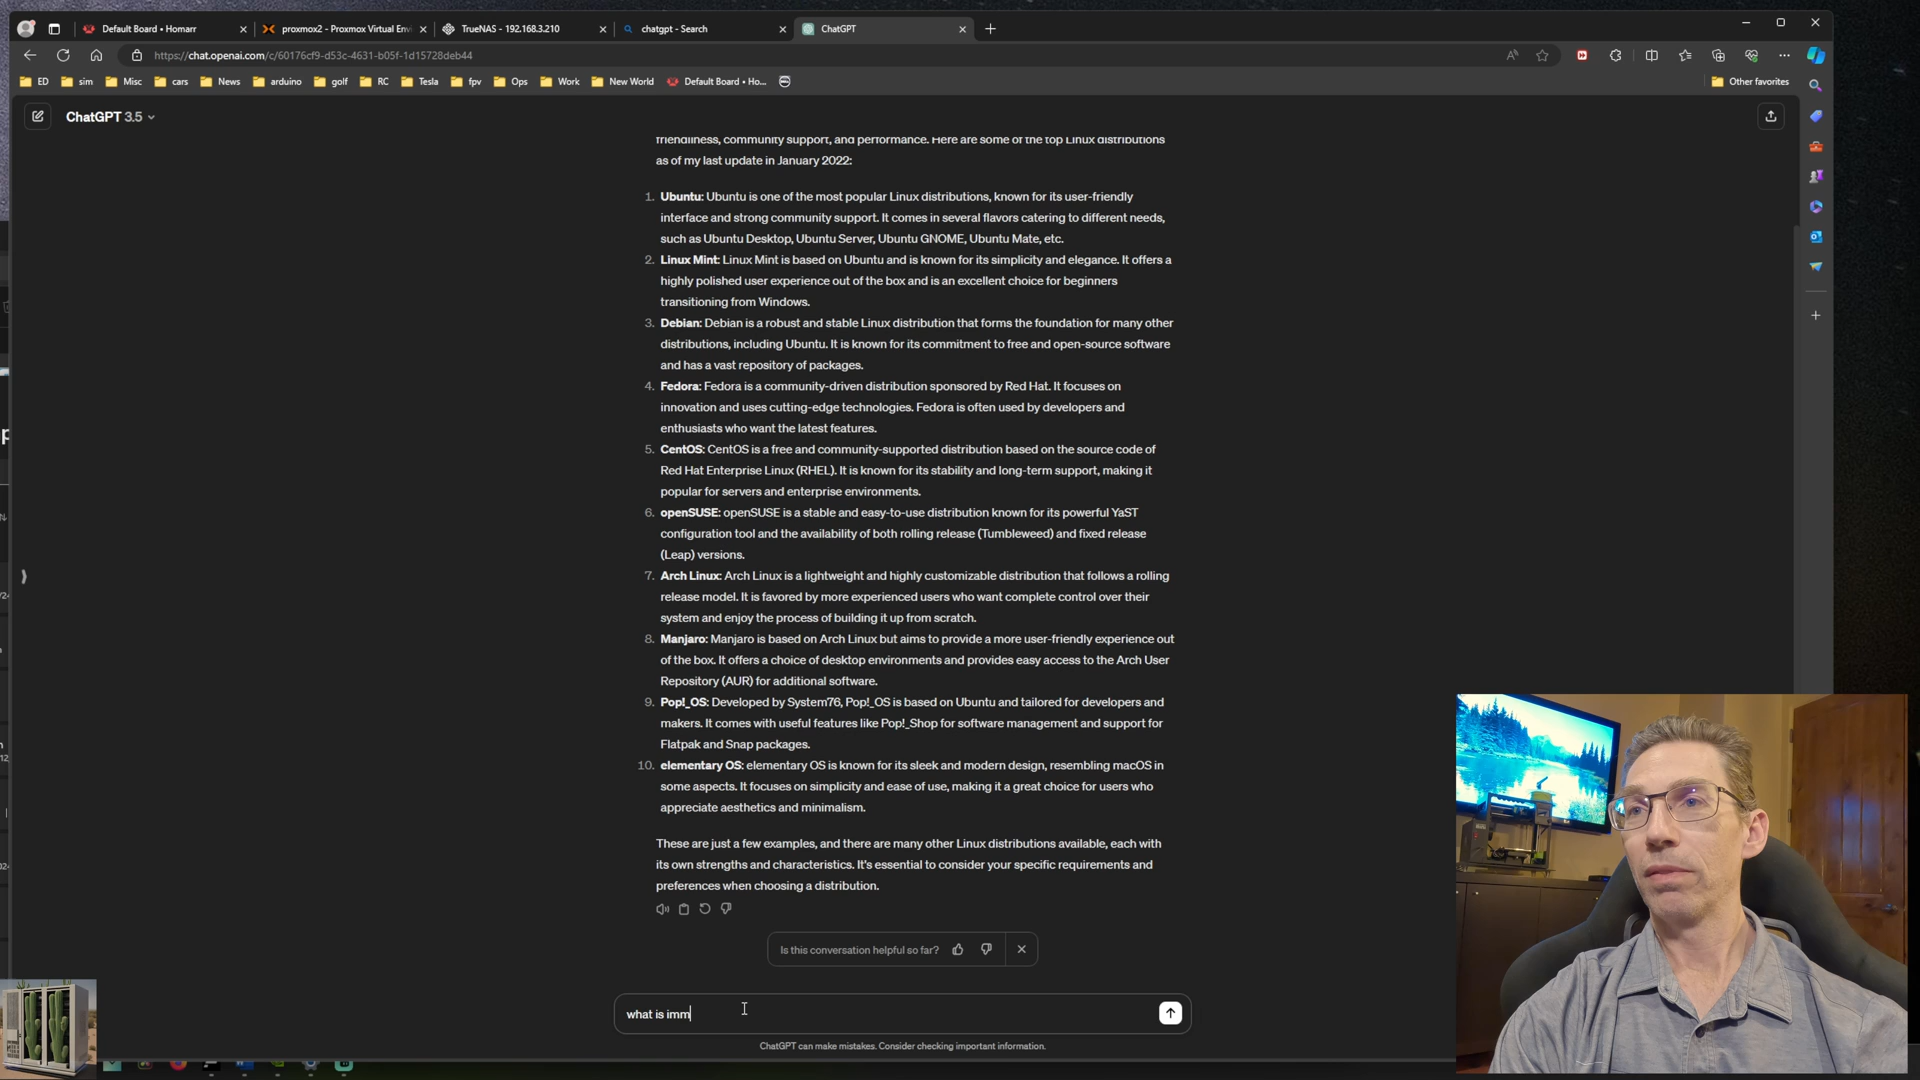 Default Board • Homarr
proxmox2 - Proxmox Virtual Envi
TrueNAS - 192.168.3.210
chatgpt - Search
ChatGPT
https://chat.openai.com/c/60176cf9-d53c-4631-b05f-1d15728deb44
ED
sim
Misc
cars
News
arduino
golf
RC
Tesla
fpv
Ops
Work
New World
Default Board • Ho...
Other favorites
ChatGPT 3.5
friendliness, community support, and performance. Here are some of the top Linux distributions
as of my last update in January 2022:
1. Ubuntu: Ubuntu is one of the most popular Linux distributions, known for its user-friendly
interface and strong community support. It comes in several flavors catering to different needs,
such as Ubuntu Desktop, Ubuntu Server, Ubuntu GNOME, Ubuntu Mate, etc.
2. Linux Mint: Linux Mint is based on Ubuntu and is known for its simplicity and elegance. It offers a
highly polished user experience out of the box and is an excellent choice for beginners
transitioning from Windows.
3. Debian: Debian is a robust and stable Linux distribution that forms the foundation for many other
distributions, including Ubuntu. It is known for its commitment to free and open-source software
and has a vast repository of packages.
4. Fedora: Fedora is a community-driven distribution sponsored by Red Hat. It focuses on
innovation and uses cutting-edge technologies. Fedora is often used by developers and
enthusiasts who want the latest features.
5. CentOS: CentOS is a free and community-supported distribution based on the source code of
Red Hat Enterprise Linux (RHEL). It is known for its stability and long-term support, making it
popular for servers and enterprise environments.
6. openSUSE: openSUSE is a stable and easy-to-use distribution known for its powerful YaST
configuration tool and the availability of both rolling release (Tumbleweed) and fixed release
(Leap) versions.
7. Arch Linux: Arch Linux is a lightweight and highly customizable distribution that follows a rolling
release model. It is favored by more experienced users who want complete control over their
system and enjoy the process of building it up from scratch.
8. Manjaro: Manjaro is based on Arch Linux but aims to provide a more user-friendly experience out
of the box. It offers a choice of desktop environments and provides easy access to the Arch User
Repository (AUR) for additional software.
9. Pop!_OS: Developed by System76, Pop!_OS is based on Ubuntu and tailored for developers and
makers. It comes with useful features like Pop!_Shop for software management and support for
Flatpak and Snap packages.
10. elementary OS: elementary OS is known for its sleek and modern design, resembling macOS in
some aspects. It focuses on simplicity and ease of use, making it a great choice for users who
appreciate aesthetics and minimalism.
These are just a few examples, and there are many other Linux distributions available, each with
its own strengths and characteristics. It's essential to consider your specific requirements and
preferences when choosing a distribution.
Is this conversation helpful so far?
what is imm
ChatGPT can make mistakes. Consider checking important information.